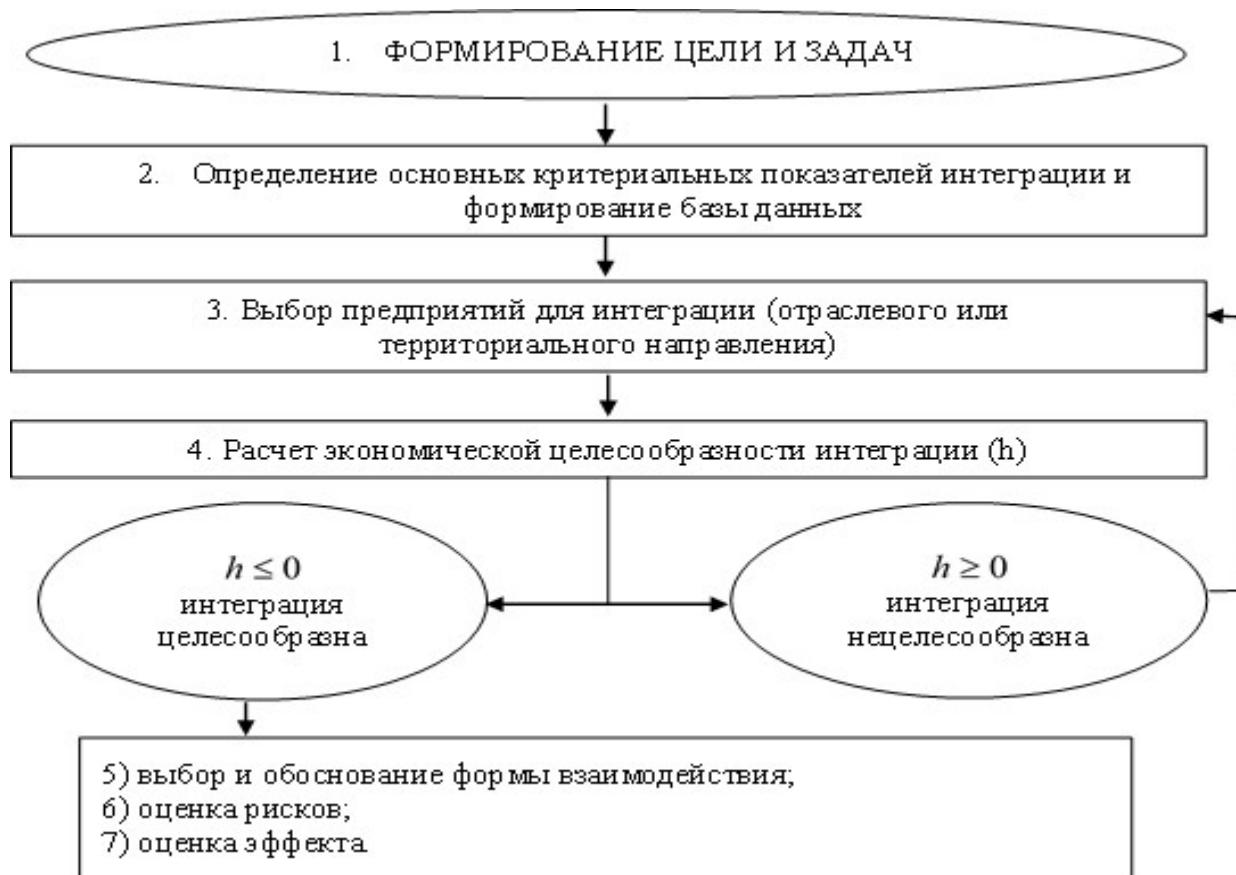 1. ФОРМИРОВАНИЕ ЦЕЛИ И ЗАДАЧ
2. Определение основных критериальных показателей интеграции и
формирование базы данных
3. Выбор предприятий для интеграции (отраслевого или
территориального направления)
4. Расчет экономической целесообразности интеграции (h)
h ≤ 0
интеграция
целесообразна
h ≥ 0
интеграция
нецелесообразна
5) выбор и обоснование формы взаимодействия;
6) оценка рисков;
7) оценка эффекта.